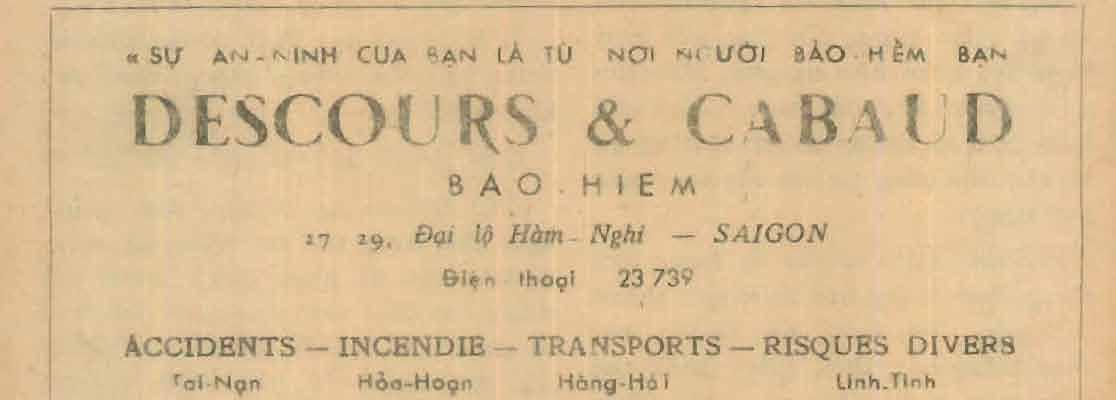 « SỰ AN-NINH CUA BẠN LÀ TÙ NƠI NGƯỜI BẢO-HÈM BẠN
DESCOURS & CABAUD
BAO-HIEM
27 29, Đại lộ Hàm-Nghi — SAIGON
Điện thoại 23 739
ACCIDENTS — INCENDIE — TRANSPORTS — RISQUES DIVERS
Tai-Nạn Hỏa-Hoạn Hàng-Hải Linh-Tinh